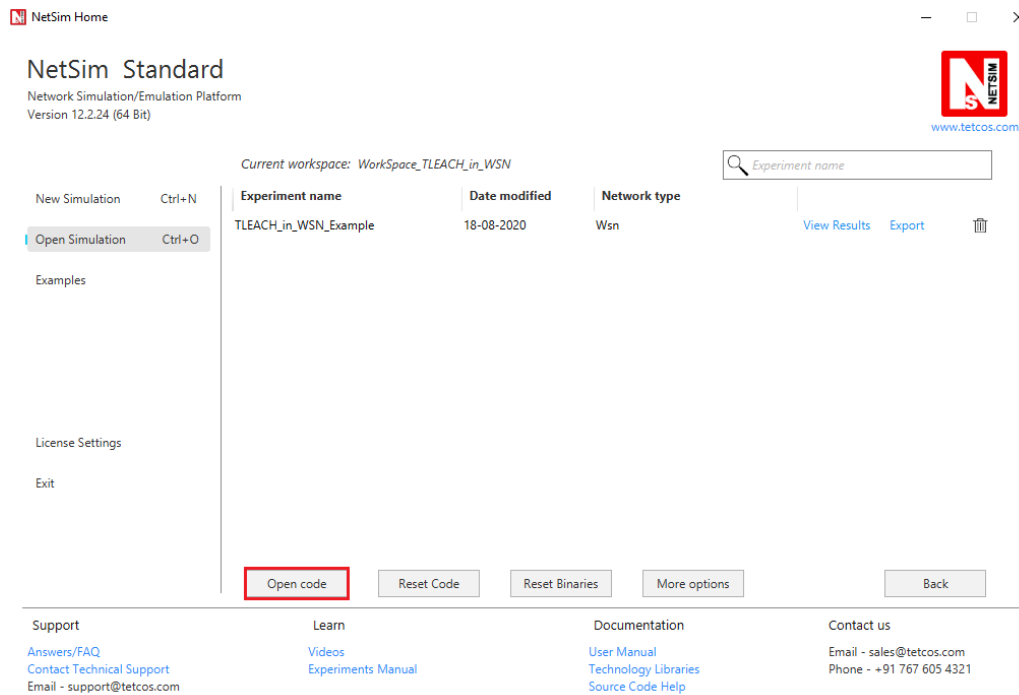 NetSim Home
NetSim Standard
Network Simulation/Emulation Platform
Version 12.2.24 (64 Bit)
NETSIM
NS
www.tetcos.com
Current workspace: WorkSpace_TLEACH_in_WSN
Experiment name
New Simulation Ctrl+N
Open Simulation Ctrl+O
Examples
License Settings
Exit
Experiment name Date modified Network type
TLEACH_in_WSN_Example 18-08-2020 Wsn View Results Export
Open code Reset Code Reset Binaries More options Back
Support
Answers/FAQ
Contact Technical Support
Email - support@tetcos.com
Learn
Videos
Experiments Manual
Documentation
User Manual
Technology Libraries
Source Code Help
Contact us
Email - sales@tetcos.com
Phone - +91 767 605 4321